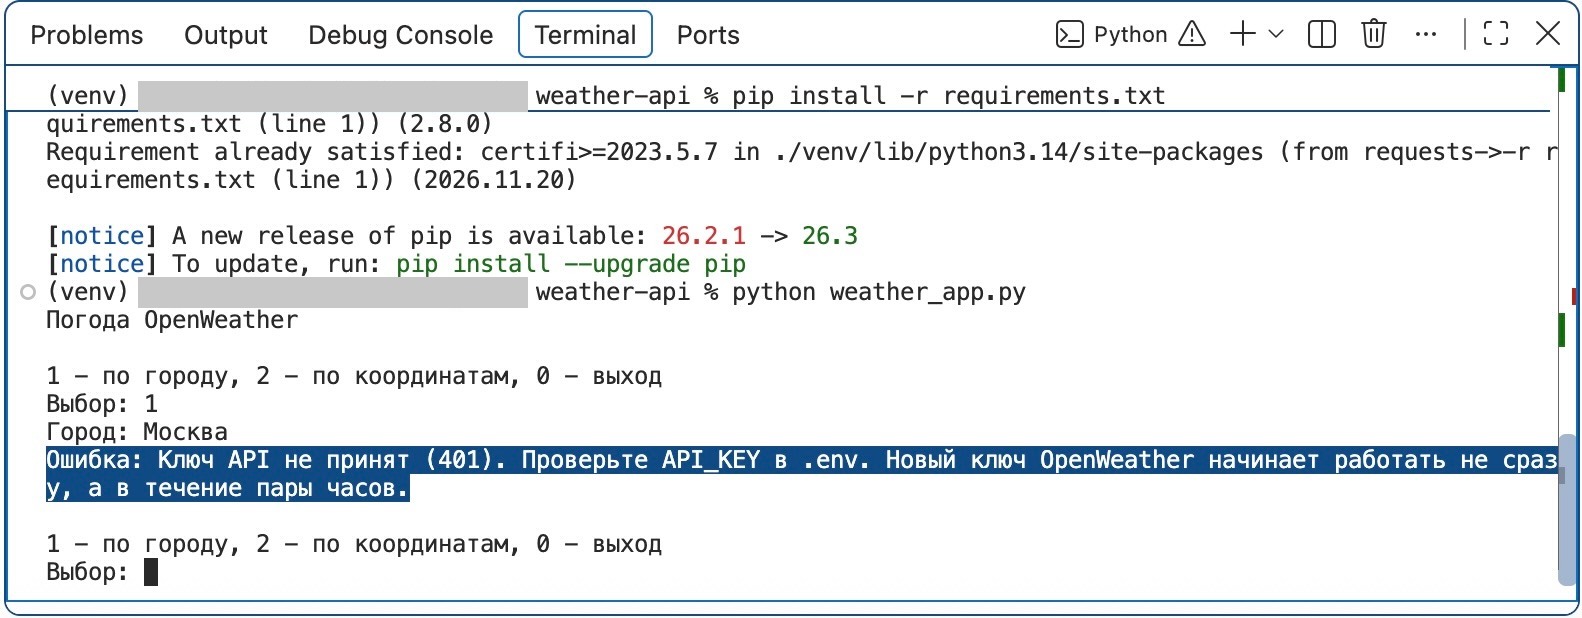 Problems Output Debug Console Terminal Ports Python
(venv) weather-api % pip install -r requirements.txt
quirements.txt (line 1)) (2.8.0)
Requirement already satisfied: certifi>=2023.5.7 in ./venv/lib/python3.14/site-packages (from requests->-r r
equirements.txt (line 1)) (2026.11.20)
[notice] A new release of pip is available: 26.2.1 -> 26.3
[notice] To update, run: pip install --upgrade pip
(venv) weather-api % python weather_app.py
Погода OpenWeather
1 - по городу, 2 - по координатам, 0 - выход
Выбор: 1
Город: Москва
Ошибка: Ключ API не принят (401). Проверьте API_KEY в .env. Новый ключ OpenWeather начинает работать не сраз
у, а в течение пары часов.
1 - по городу, 2 - по координатам, 0 - выход
Выбор: